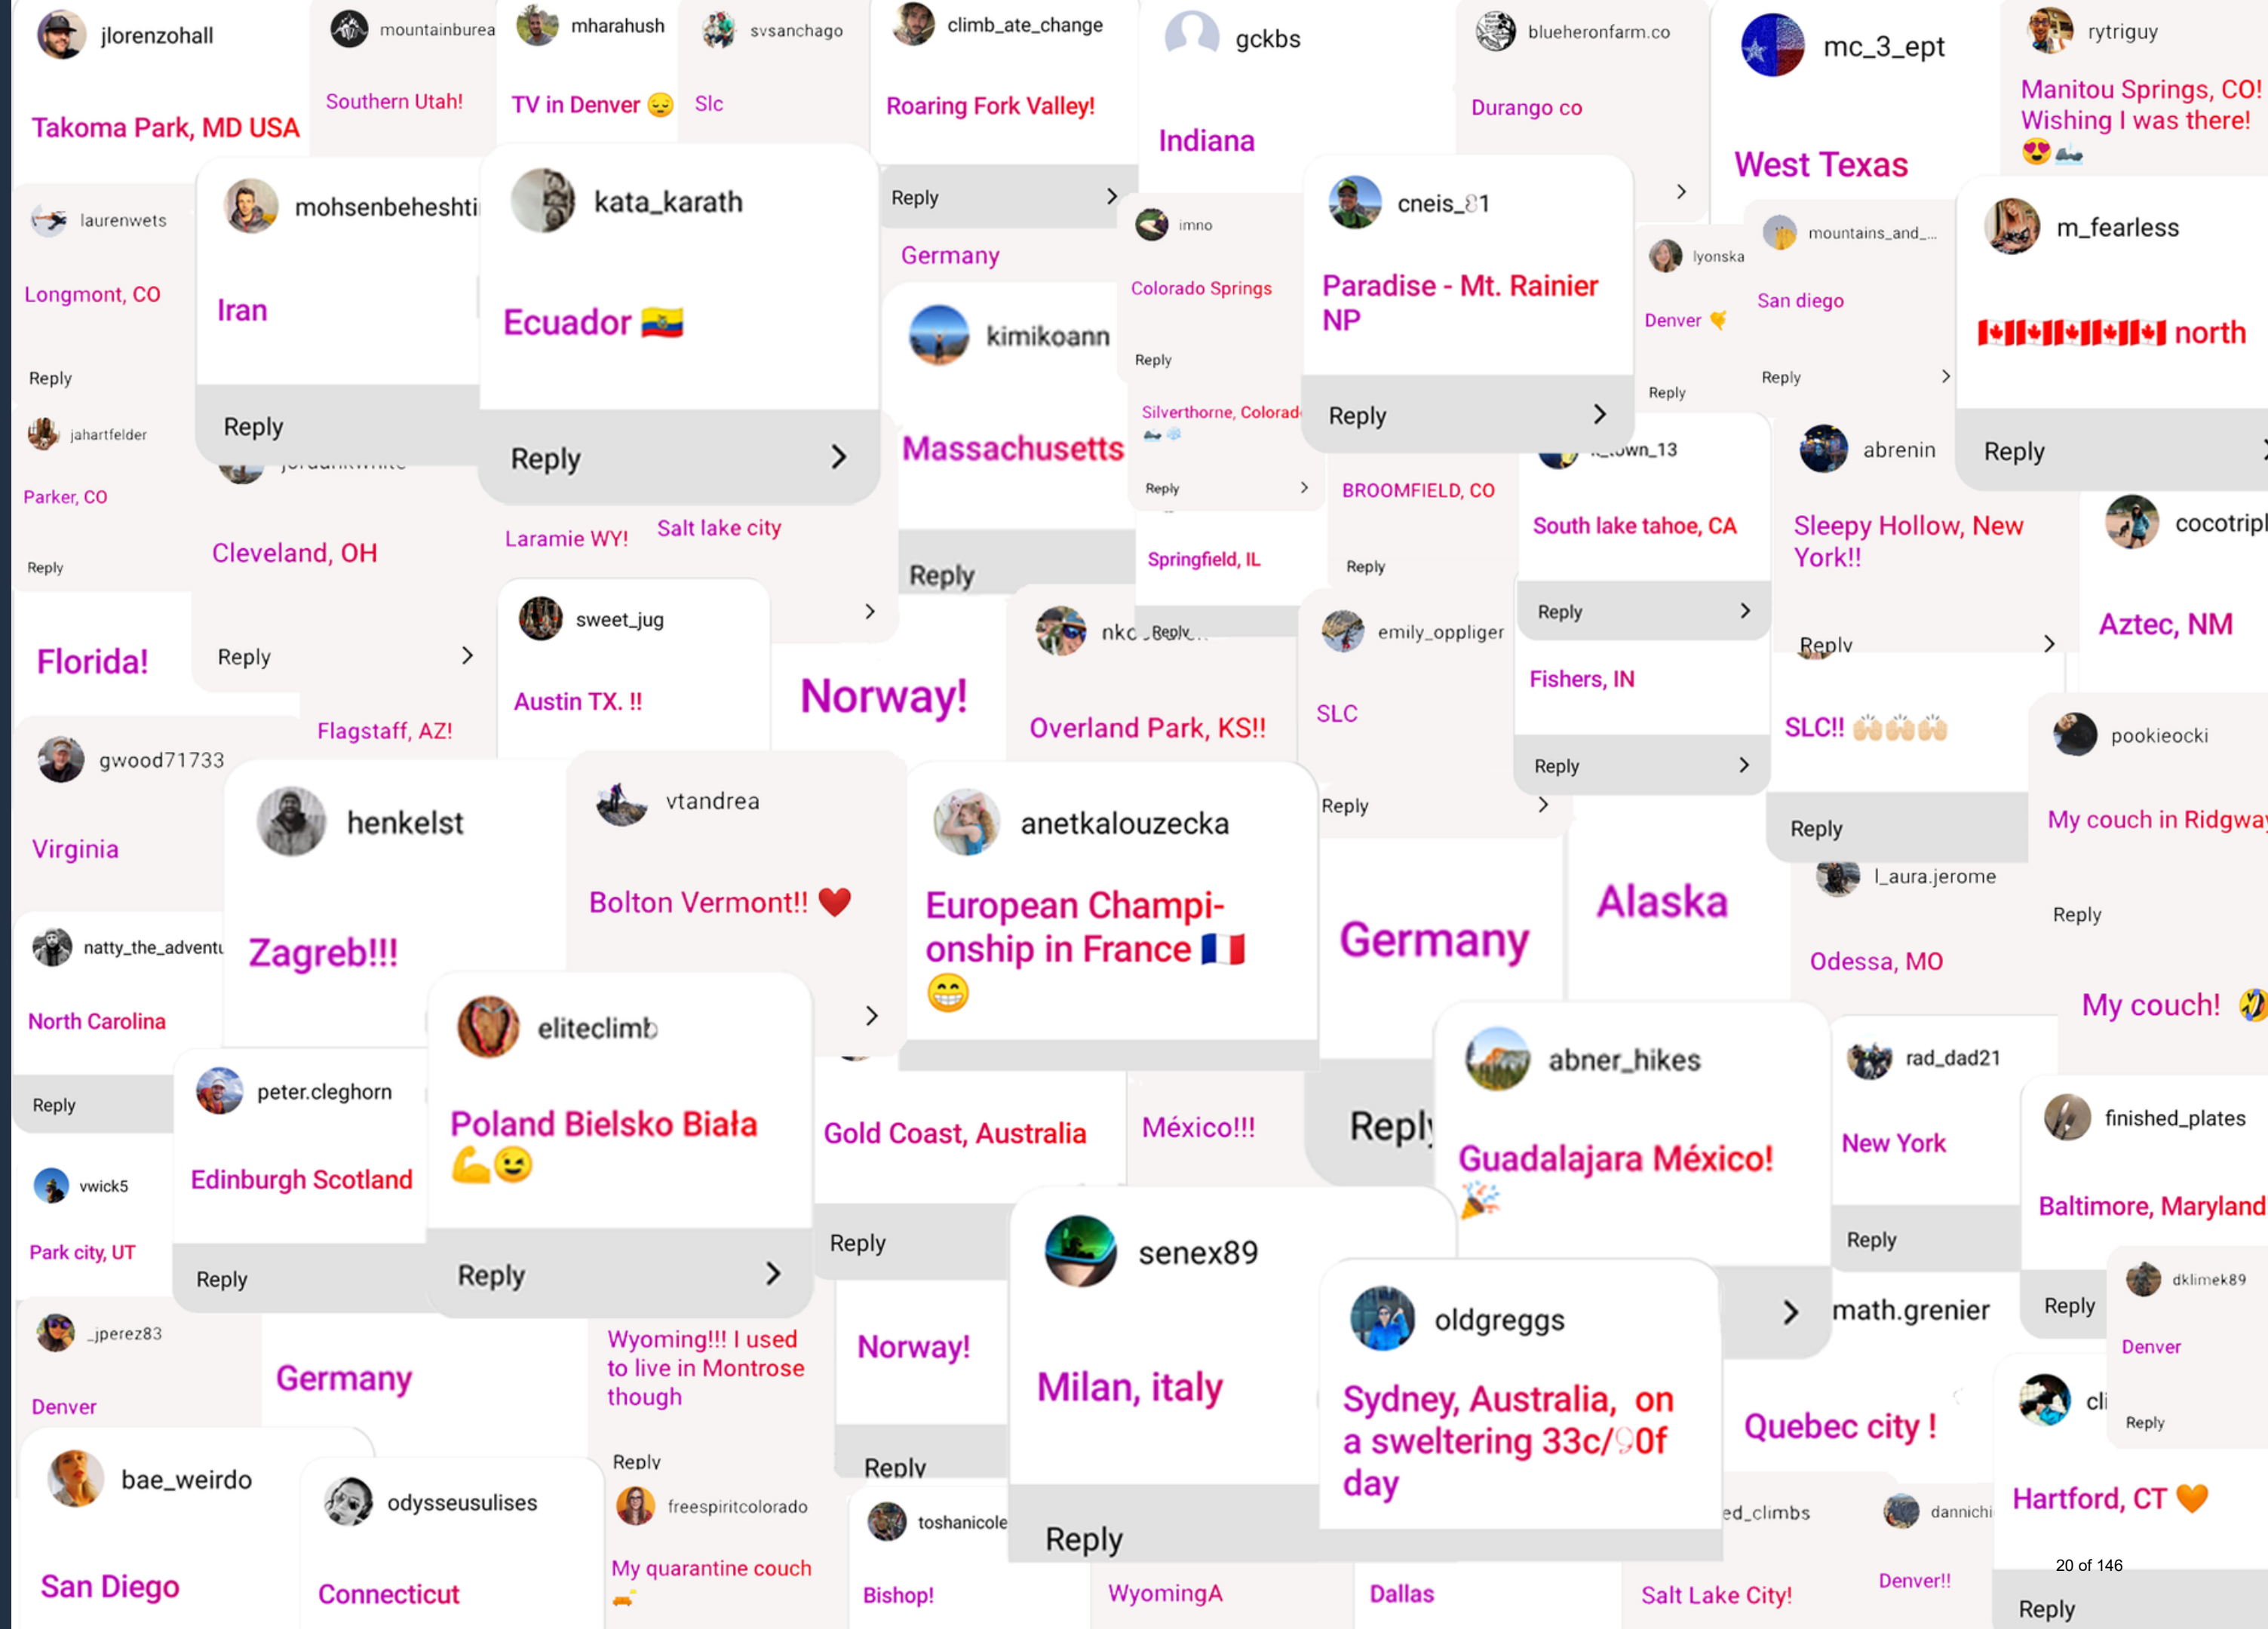 jlorenzohall
Takoma Park, MD USA
mountainburea
Southern Utah!
mharahush
TV in Denver 😔
svsanchago
Slc
climb_ate_change
Roaring Fork Valley!
Reply
gckbs
Indiana
blueheronfarm.co
Durango co
mc_3_ept
West Texas
rytriguy
Manitou Springs, CO!
Wishing I was there!
😍
laurenwets
Longmont, CO
Reply
mohsenbeheshti
Iran
Reply
kata_karath
Ecuador 🇪🇨
Reply
Germany
kimikoann
Massachusetts
Reply
imno
Colorado Springs
Reply
Silverthorne, Colorad
Reply
cneis_81
Paradise - Mt. Rainier
NP
Reply
lyonska
Denver
Reply
mountains_and_...
San diego
Reply
m_fearless
🇨🇦🇨🇦🇨🇦🇨🇦🇨🇦 north
Reply
jahartfelder
Parker, CO
Reply
Cleveland, OH
Reply
Laramie WY!
Salt lake city
Springfield, IL
Reply
BROOMFIELD, CO
Reply
South lake tahoe, CA
Reply
abrenin
Sleepy Hollow, New
York!!
Reply
cocotripl
Aztec, NM
Florida!
Flagstaff, AZ!
sweet_jug
Austin TX. !!
Norway!
Overland Park, KS!!
emily_oppliger
SLC
Reply
Fishers, IN
Reply
SLC!! 🙌🏻🙌🏻🙌🏻
Reply
pookieocki
My couch in Ridgway
Reply
gwood71733
Virginia
henkelst
Zagreb!!!
vtandrea
Bolton Vermont!! ❤️
anetkalouzecka
European Champi-
onship in France 🇫🇷
😁
Germany
Reply
Alaska
l_aura.jerome
Odessa, MO
My couch! 🤣
natty_the_adventu
North Carolina
Reply
peter.cleghorn
Edinburgh Scotland
Reply
eliteclimb
Poland Bielsko Biała
💪😉
Reply
Gold Coast, Australia
Reply
México!!!
abner_hikes
Guadalajara México!
🎉
rad_dad21
New York
Reply
finished_plates
Baltimore, Maryland
Reply
vwick5
Park city, UT
_jperez83
Denver
Germany
Wyoming!!! I used
to live in Montrose
though
Reply
Norway!
Reply
senex89
Milan, italy
Reply
oldgreggs
Sydney, Australia, on
a sweltering 33c/90f
day
math.grenier
Quebec city !
dklimek89
Denver
Reply
cli
Hartford, CT 🧡
Reply
bae_weirdo
San Diego
odysseusulises
Connecticut
freespiritcolorado
My quarantine couch
🛋️
toshanicole
Bishop!
WyomingA
Dallas
ed_climbs
Salt Lake City!
dannichi
Denver!!
20 of 146